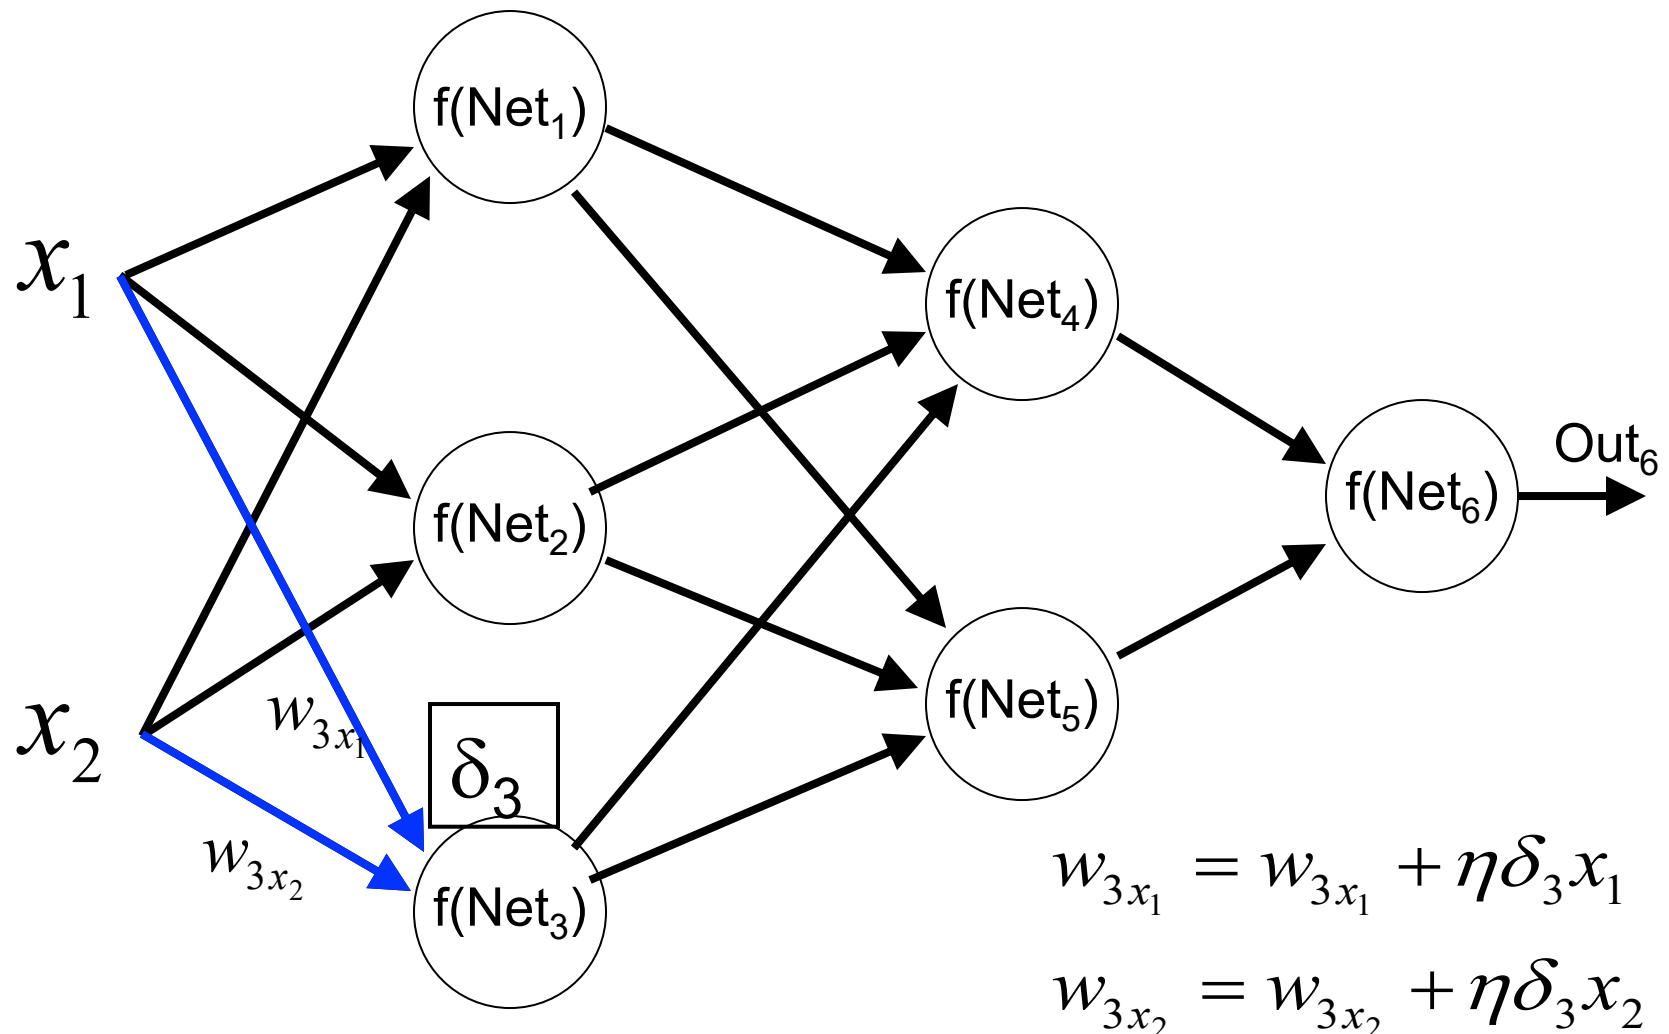 f(Net₁)
x₁
f(Net₄)
Out₆
f(Net₆)
f(Net₂)
w₃ₓ₁
x₂
δ₃
f(Net₅)
w₃ₓ₂
f(Net₃)
w₃ₓ₁ = w₃ₓ₁ + ηδ₃x₁
w₃ₓ₂ = w₃ₓ₂ + ηδ₃x₂